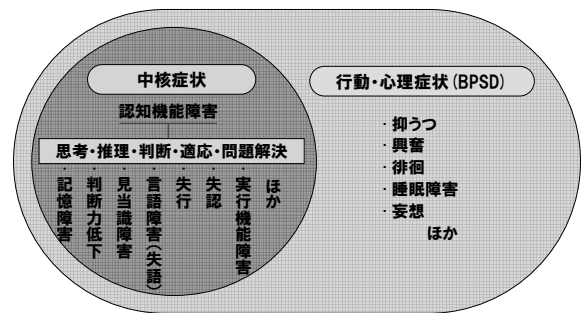 中核症状
認知機能障害
思考・推理・判断・適応・問題解決
・記憶障害
・判断力低下
・見当識障害
・言語障害(失語)
・失行
・失認
・実行機能障害
ほか
行動・心理症状(BPSD)
・抑うつ
・興奮
・徘徊
・睡眠障害
・妄想
ほか